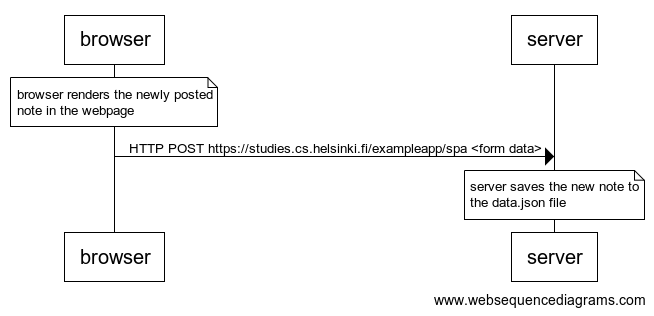 browser
server
browser renders the newly posted
note in the webpage
HTTP POST https://studies.cs.helsinki.fi/exampleapp/spa <form data>
server saves the new note to
the data.json file
browser
server
www.websequencediagrams.com